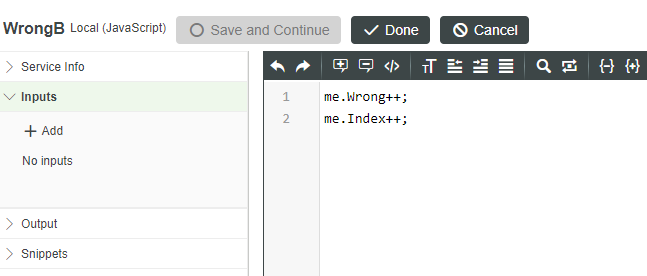 WrongB Local (JavaScript) Save and Continue Done Cancel
Service Info
Inputs
Add
No inputs
Output
Snippets
1 me.Wrong++;
2 me.Index++;